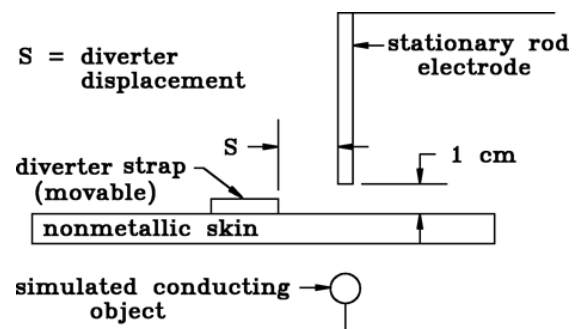 S = diverter
displacement
stationary rod
electrode
S
1 cm
diverter strap
(movable)
nonmetallic skin
simulated conducting
object